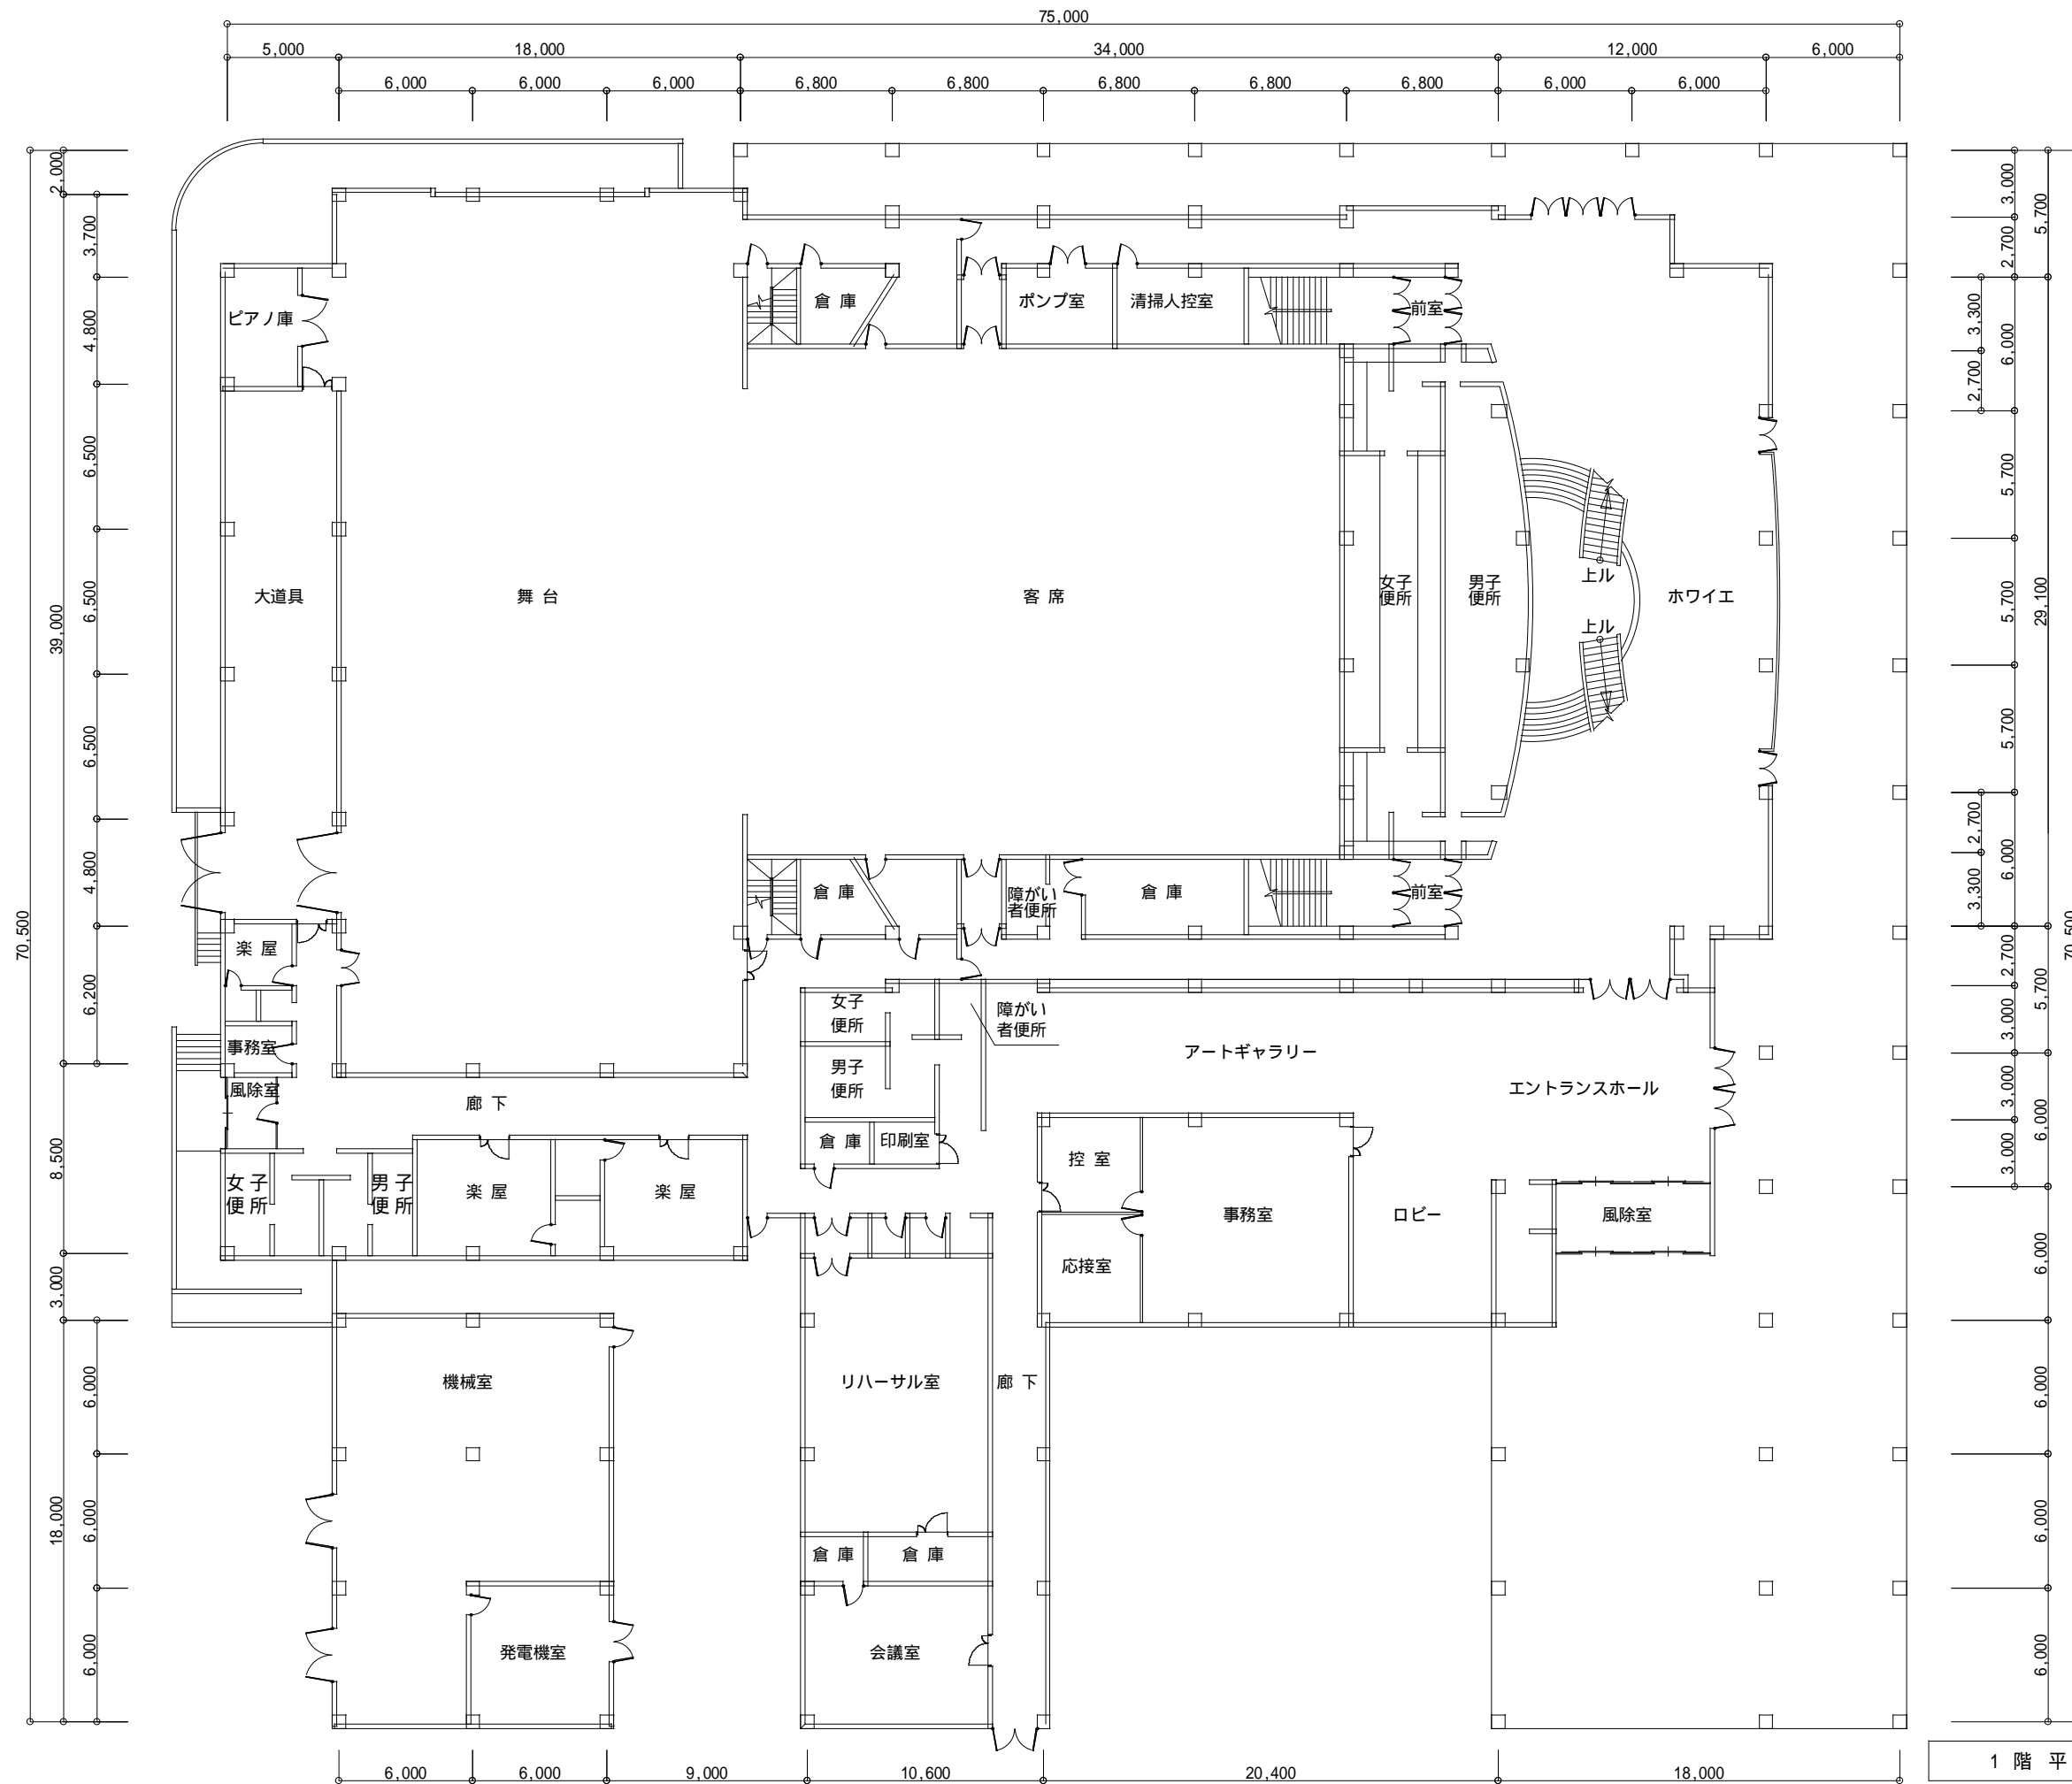 75,000
5,000 18,000 34,000 12,000 6,000
6,000 6,000 6,000 6,800 6,800 6,800 6,800 6,800 6,000 6,000
2,000
3,700
4,800
6,500
6,500
6,500
4,800
6,200
39,000
70,500
8,500
3,000
18,000
6,000
6,000
6,000
3,000
2,700
5,700
3,300
2,700
6,000
5,700
5,700
5,700
29,100
2,700
3,300
6,000
2,700
3,000
5,700
70,500
3,000
3,000
6,000
6,000
6,000
6,000
6,000
ピアノ庫
倉 庫
ポンプ室
清掃人控室
前室
大道具
舞 台
客 席
女子
便所
男子
便所
上ル
上ル
ホワイエ
倉 庫
障がい
者便所
倉 庫
前室
楽 屋
事務室
風除室
廊 下
女子
便所
男子
便所
障がい
者便所
アートギャラリー
エントランスホール
倉 庫
印刷室
控 室
女 子
便 所
男 子
便 所
楽 屋
楽 屋
事務室
ロビー
風除室
応接室
機械室
リハーサル室
廊 下
倉 庫
倉 庫
発電機室
会議室
6,000 6,000 9,000 10,600 20,400 18,000
1 階 平